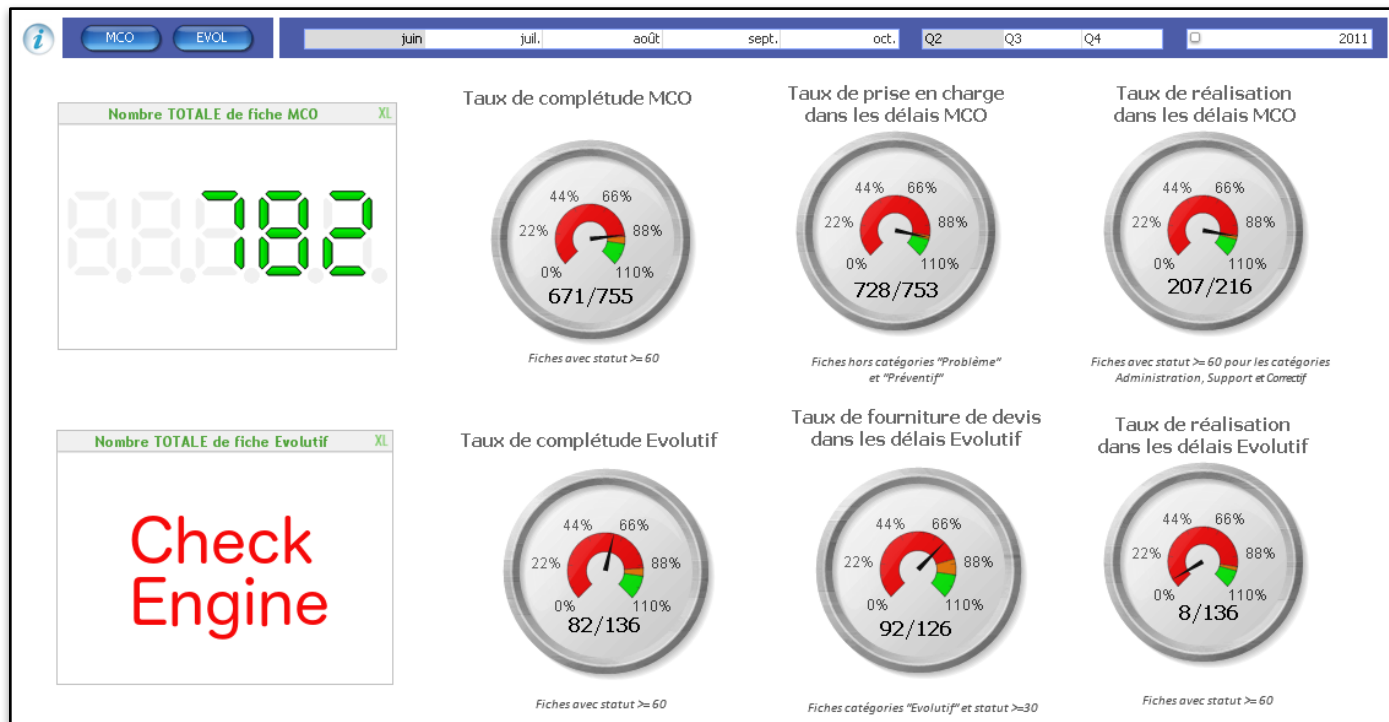 i MCO EVOL juin juil. août sept. oct. Q2 Q3 Q4 2011
Nombre TOTALE de fiche MCO XL
782
Taux de complétude MCO
44% 66%
22% 88%
0% 110%
671/755
Fiches avec statut >= 60
Taux de prise en charge
dans les délais MCO
44% 66%
22% 88%
0% 110%
728/753
Fiches hors catégories "Problème"
et "Préventif"
Taux de réalisation
dans les délais MCO
44% 66%
22% 88%
0% 110%
207/216
Fiches avec statut >= 60 pour les catégories
Administration, Support et Correctif
Nombre TOTALE de fiche Evolutif XL
Check
Engine
Taux de complétude Evolutif
44% 66%
22% 88%
0% 110%
82/136
Fiches avec statut >= 60
Taux de fourniture de devis
dans les délais Evolutif
44% 66%
22% 88%
0% 110%
92/126
Fiches catégories "Evolutif" et statut >=30
Taux de réalisation
dans les délais Evolutif
44% 66%
22% 88%
0% 110%
8/136
Fiches avec statut >= 60